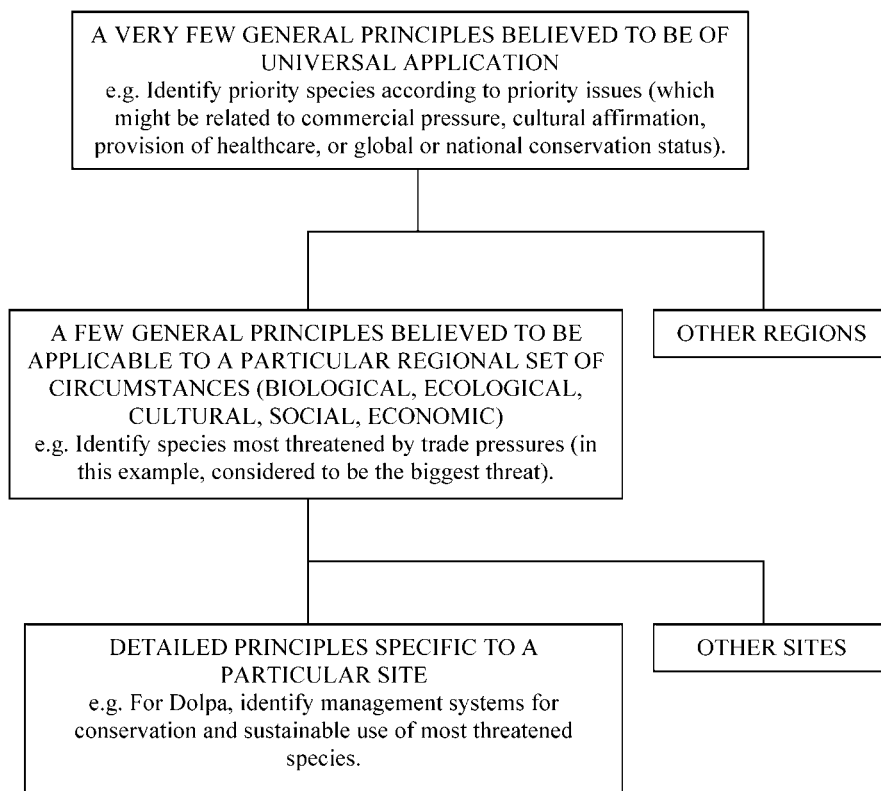 A VERY FEW GENERAL PRINCIPLES BELIEVED TO BE OF
UNIVERSAL APPLICATION
e.g. Identify priority species according to priority issues (which
might be related to commercial pressure, cultural affirmation,
provision of healthcare, or global or national conservation status).
A FEW GENERAL PRINCIPLES BELIEVED TO BE
APPLICABLE TO A PARTICULAR REGIONAL SET OF
CIRCUMSTANCES (BIOLOGICAL, ECOLOGICAL,
CULTURAL, SOCIAL, ECONOMIC)
e.g. Identify species most threatened by trade pressures (in
this example, considered to be the biggest threat).
OTHER REGIONS
DETAILED PRINCIPLES SPECIFIC TO A
PARTICULAR SITE
e.g. For Dolpa, identify management systems for
conservation and sustainable use of most threatened
species.
OTHER SITES